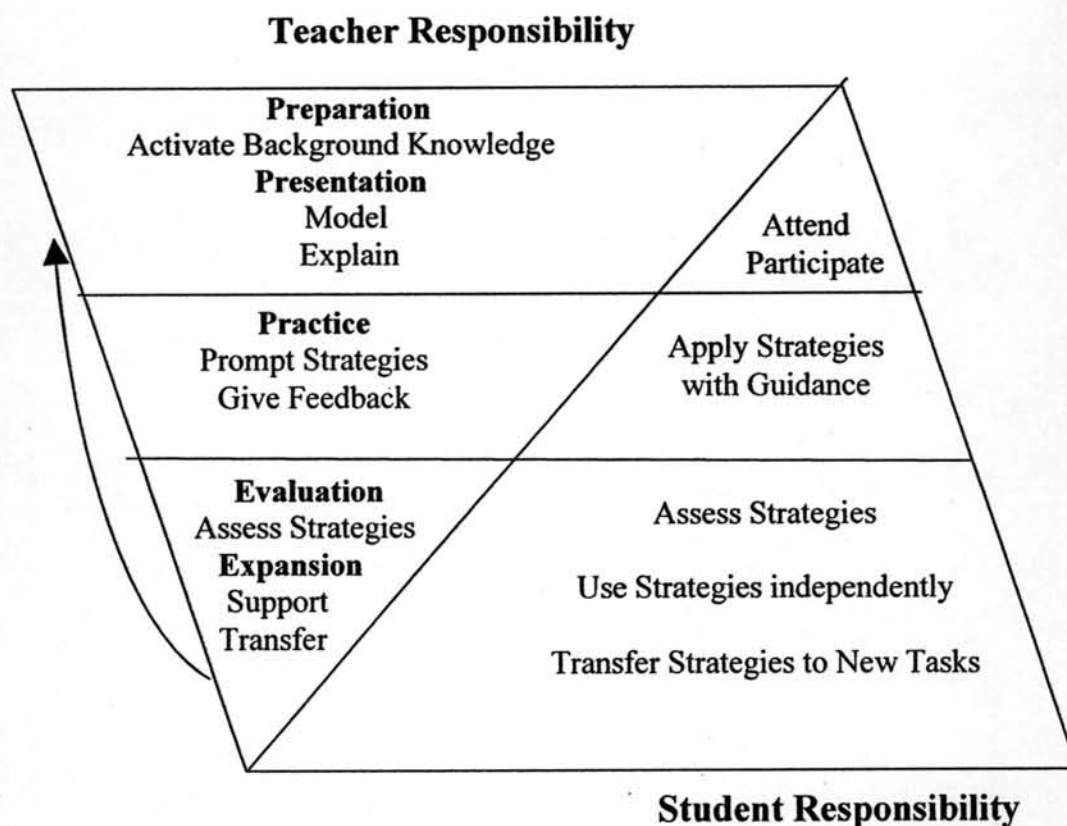 Teacher Responsibility
Preparation
Activate Background Knowledge
Presentation
Model
Explain
Attend
Participate
Practice
Prompt Strategies
Give Feedback
Apply Strategies
with Guidance
Evaluation
Assess Strategies
Expansion
Support
Transfer
Assess Strategies
Use Strategies independently
Transfer Strategies to New Tasks
Student Responsibility